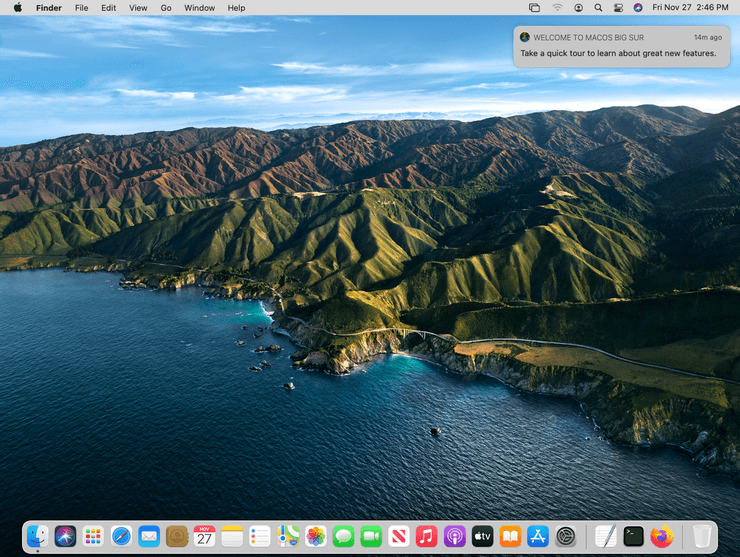 Finder File Edit View Go Window Help Fri Nov 27 2:46 PM
WELCOME TO MACOS BIG SUR 14m ago
Take a quick tour to learn about great new features.
NOV
27
tv